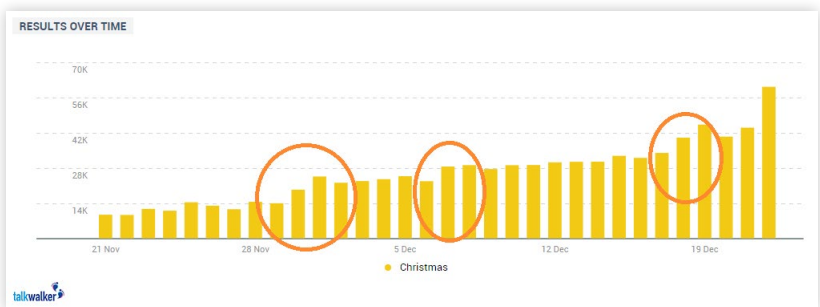 RESULTS OVER TIME
70K
56K
42K
28K
14K
21 Nov 28 Nov 5 Dec 12 Dec 19 Dec
Christmas
talkwalker